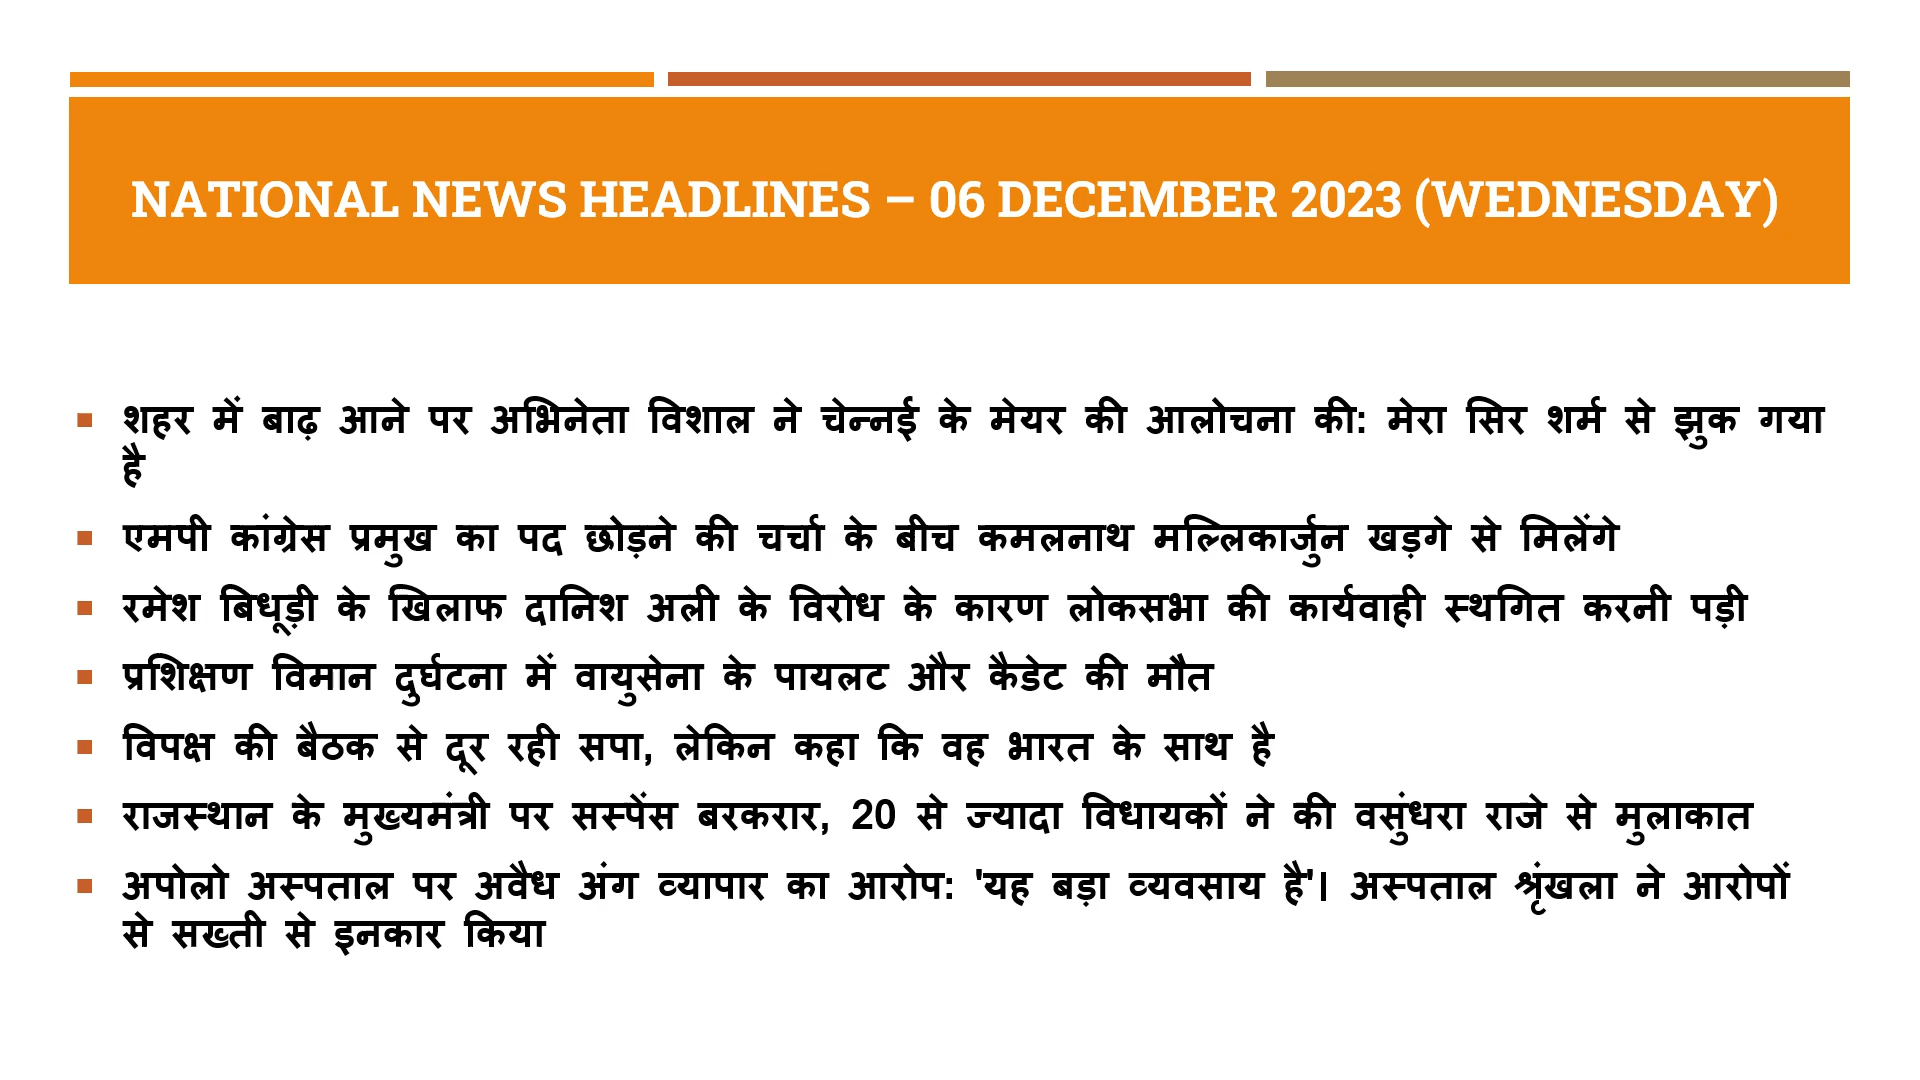 NATIONAL NEWS HEADLINES – 06 DECEMBER 2023 (WEDNESDAY)
शहर में बाढ़ आने पर अभिनेता विशाल ने चेन्नई के मेयर की आलोचना की: मेरा सिर शर्म से झुक गया
है
एमपी कांग्रेस प्रमुख का पद छोड़ने की चर्चा के बीच कमलनाथ मल्लिकार्जुन खड़गे से मिलेंगे
रमेश बिधूड़ी के खिलाफ दानिश अली के विरोध के कारण लोकसभा की कार्यवाही स्थगित करनी पड़ी
प्रशिक्षण विमान दुर्घटना में वायुसेना के पायलट और कैडेट की मौत
विपक्ष की बैठक से दूर रही सपा, लेकिन कहा कि वह भारत के साथ है
राजस्थान के मुख्यमंत्री पर सस्पेंस बरकरार, 20 से ज्यादा विधायकों ने की वसुंधरा राजे से मुलाकात
अपोलो अस्पताल पर अवैध अंग व्यापार का आरोप: 'यह बड़ा व्यवसाय है'। अस्पताल श्रृंखला ने आरोपों
से सख्ती से इनकार किया